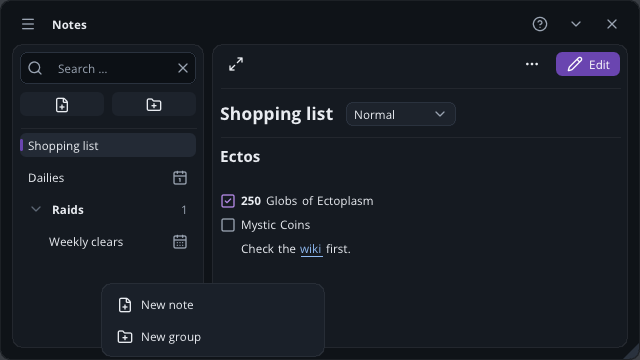 Notes
Search ...
Edit
Shopping list
Normal
Shopping list
Dailies
Raids 1
Weekly clears
Ectos
250 Globs of Ectoplasm
Mystic Coins
Check the wiki first.
New note
New group